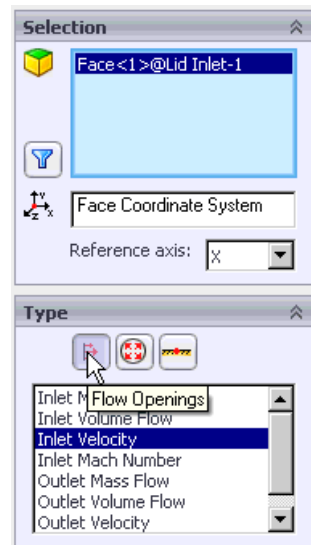 Selection
Face<1>@Lid Inlet-1
Y
X
Z
Face Coordinate System
Reference axis: X
Type
Inlet M
Flow Openings
Inlet Volume Flow
Inlet Velocity
Inlet Mach Number
Outlet Mass Flow
Outlet Volume Flow
Outlet Velocity